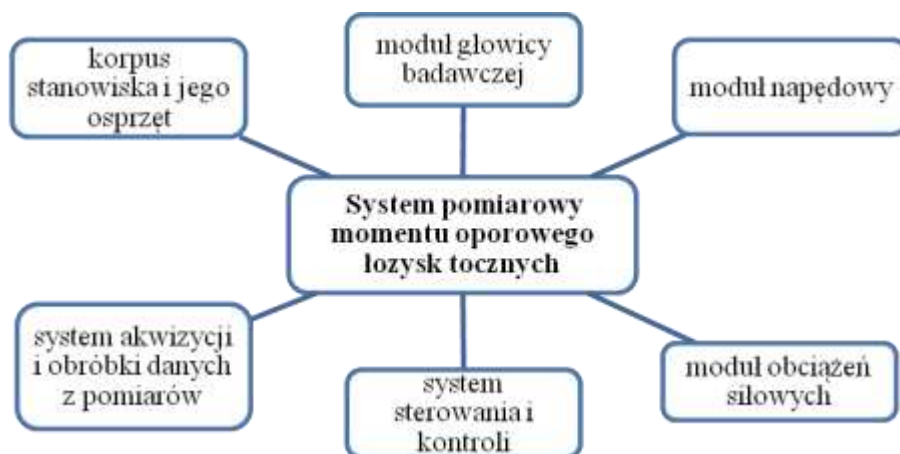 korpus
stanowiska i jego
osprzęt
moduł głowicy
badawczej
moduł napędowy
System pomiarowy
momentu oporowego
łozysk tocznych
system akwizycji
i obróbki danych
z pomiarów
system
sterowania i
kontroli
moduł obciążeń
siłowych